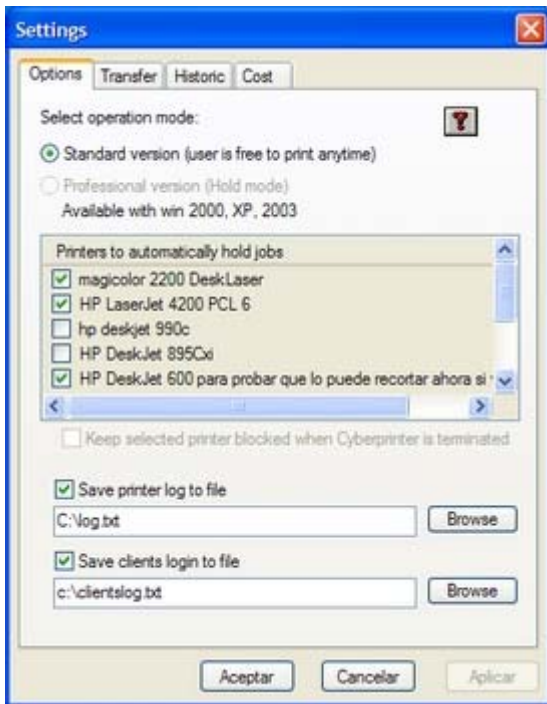 Settings
Options Transfer Historic Cost
Select operation mode:
?
Standard version (user is free to print anytime)
Professional version (Hold mode)
Available with win 2000, XP, 2003
Printers to automatically hold jobs
magicolor 2200 DeskLaser
HP LaserJet 4200 PCL 6
hp deskjet 990c
HP DeskJet 895Cxi
HP DeskJet 600 para probar que lo puede recortar ahora si
Keep selected printer blocked when Cyberprinter is terminated
Save printer log to file
C:\log.txt Browse
Save clients login to file
c:\clientslog.txt Browse
Aceptar Cancelar Aplicar